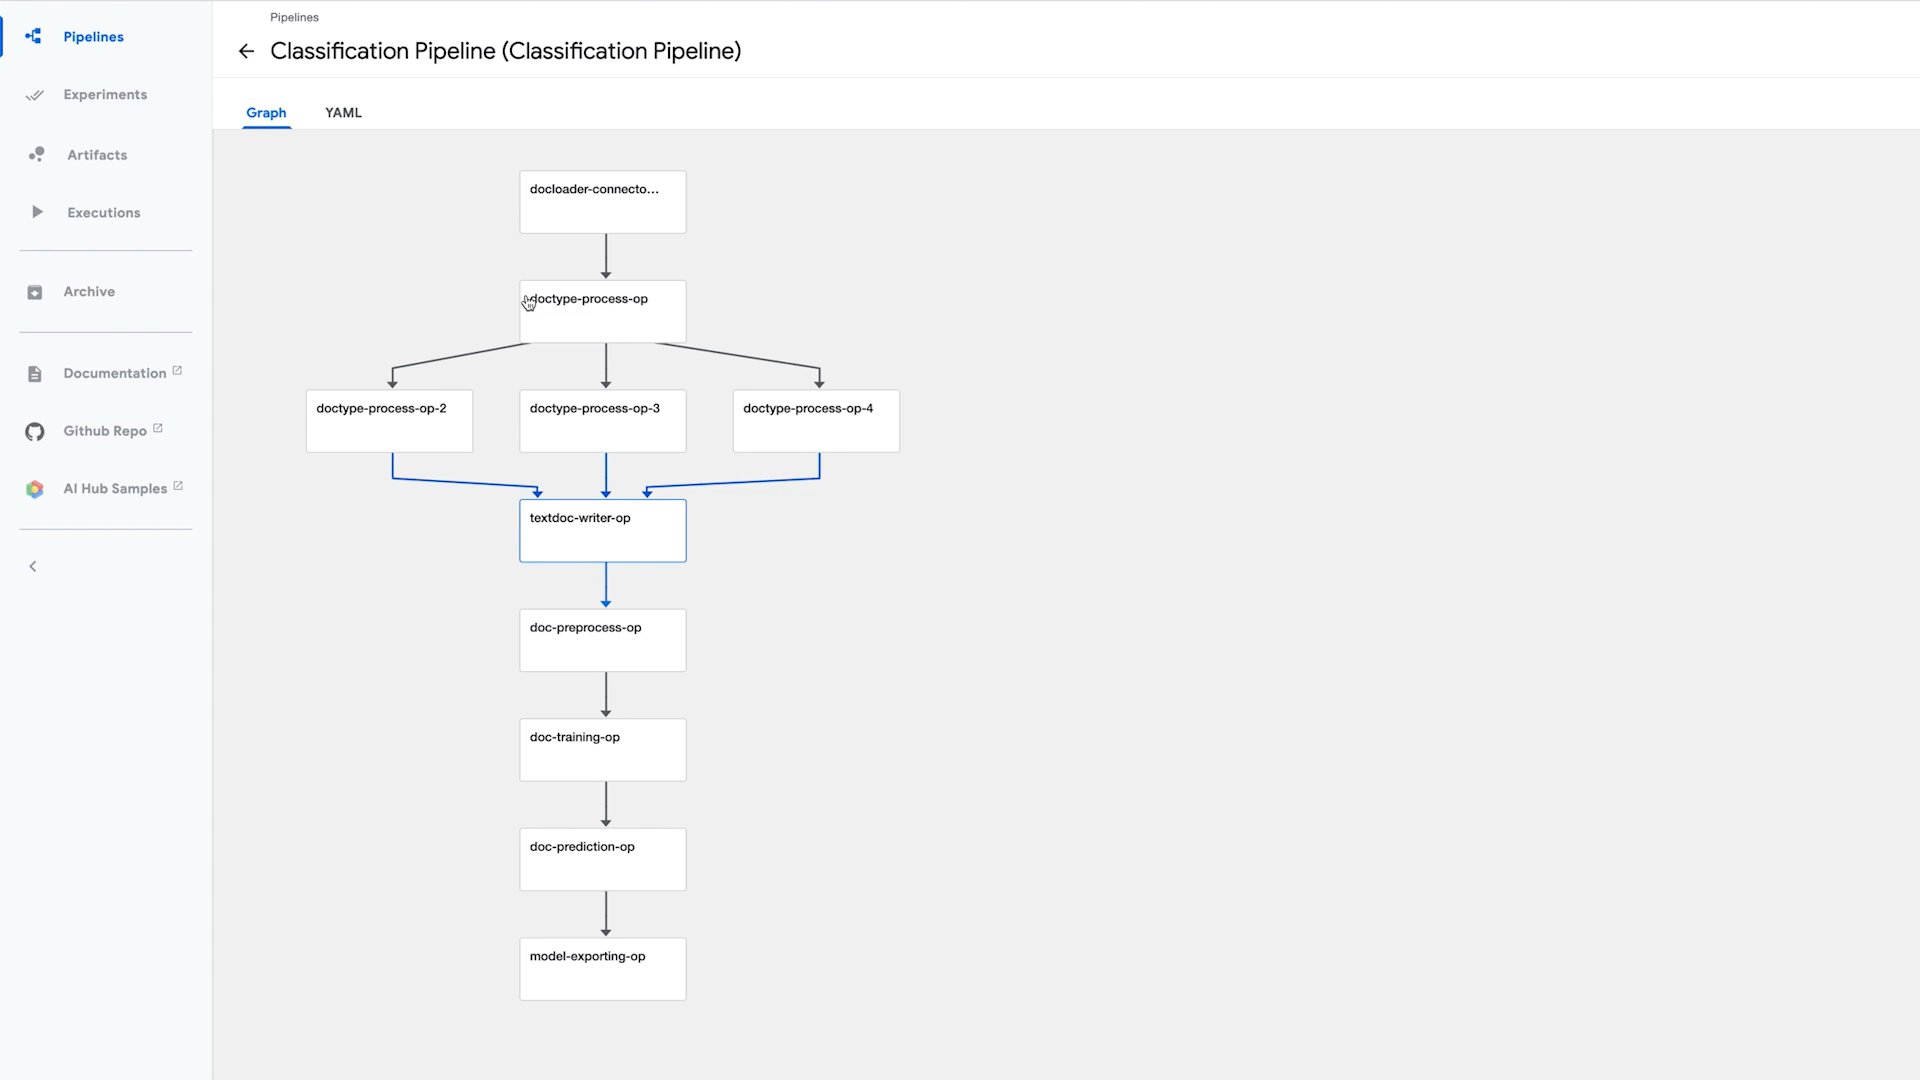 Pipelines
Experiments
Artifacts
Executions
Archive
Documentation
Github Repo
AI Hub Samples
Pipelines
Classification Pipeline (Classification Pipeline)
Graph
YAML
docloader-connecto...
doctype-process-op
doctype-process-op-2
doctype-process-op-3
doctype-process-op-4
textdoc-writer-op
doc-preprocess-op
doc-training-op
doc-prediction-op
model-exporting-op